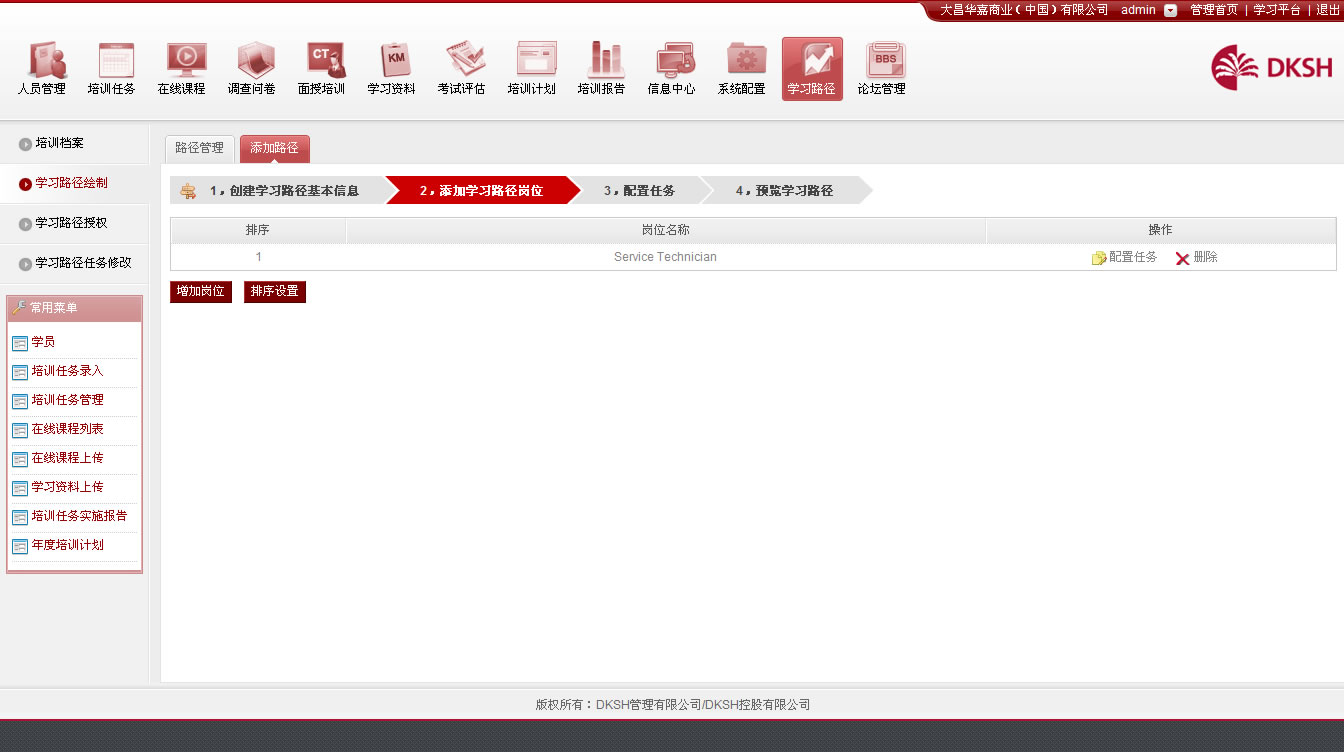 大昌华嘉商业(中国)有限公司 admin 管理首页 | 学习平台 | 退出
CT KM BBS
人员管理 培训任务 在线课程 调查问卷 面授培训 学习资料 考试评估 培训计划 培训报告 信息中心 系统配置 学习路径 论坛管理
DKSH
培训档案
学习路径绘制
学习路径授权
学习路径任务修改
常用菜单
学员
培训任务录入
培训任务管理
在线课程列表
在线课程上传
学习资料上传
培训任务实施报告
年度培训计划
路径管理 添加路径
1，创建学习路径基本信息 2，添加学习路径岗位 3，配置任务 4，预览学习路径
排序 岗位名称 操作
1 Service Technician 配置任务 删除
增加岗位 排序设置
版权所有：DKSH管理有限公司/DKSH控股有限公司